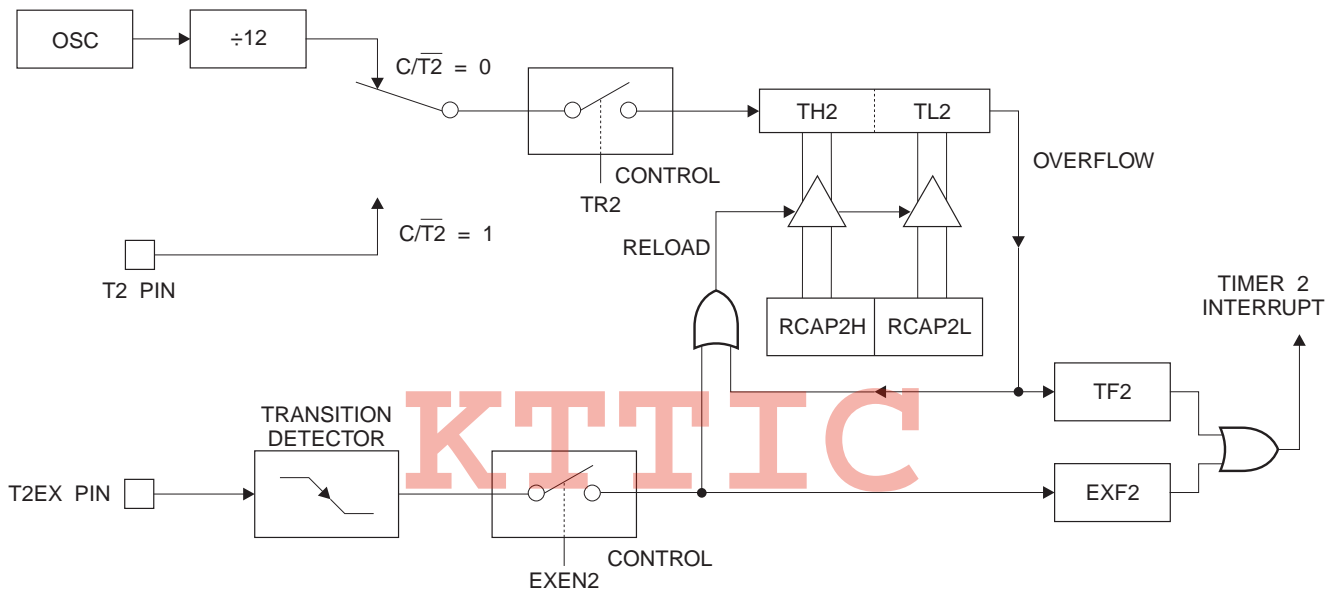 OSC
÷12
C/T2̅ = 0
TH2
TL2
OVERFLOW
CONTROL
TR2
C/T2̅ = 1
T2 PIN
RELOAD
TIMER 2
INTERRUPT
RCAP2H
RCAP2L
TF2
KTTIC
TRANSITION
DETECTOR
T2EX PIN
EXF2
CONTROL
EXEN2